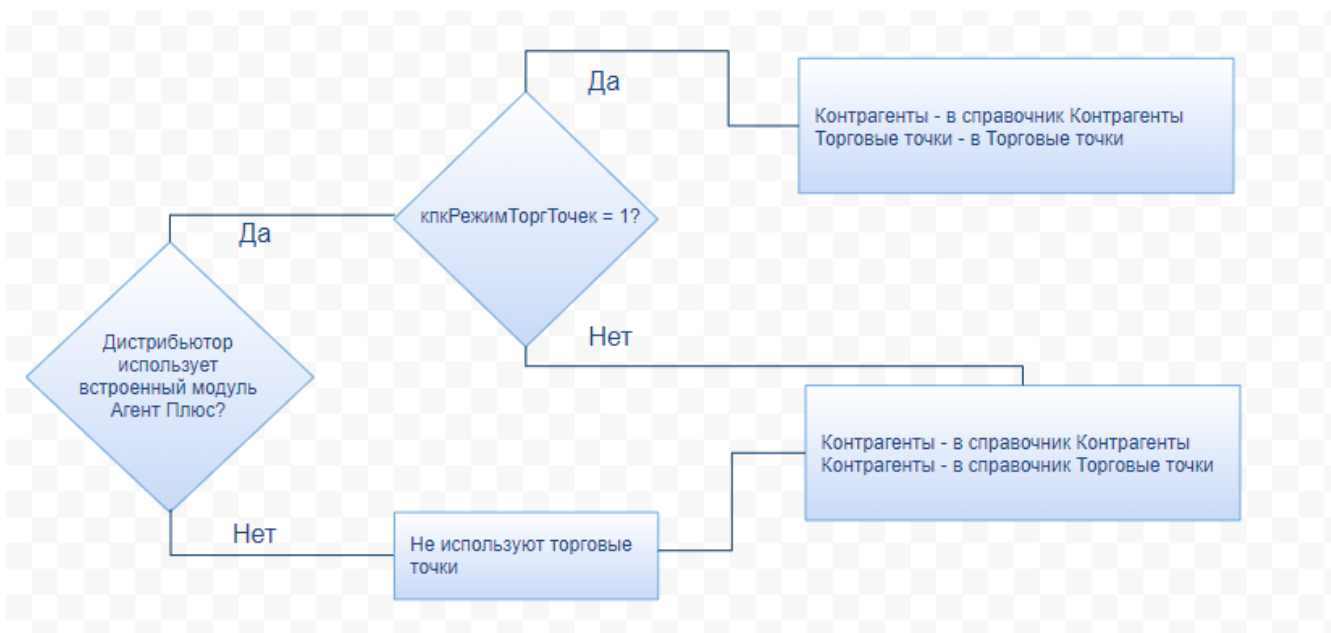 Да
Контрагенты - в справочник Контрагенты
Торговые точки - в Торговые точки
кпкРежимТоргТочек = 1?
Да
Нет
Дистрибьютор
использует
встроенный модуль
Агент Плюс?
Контрагенты - в справочник Контрагенты
Контрагенты - в справочник Торговые точки
Нет
Не используют торговые
точки